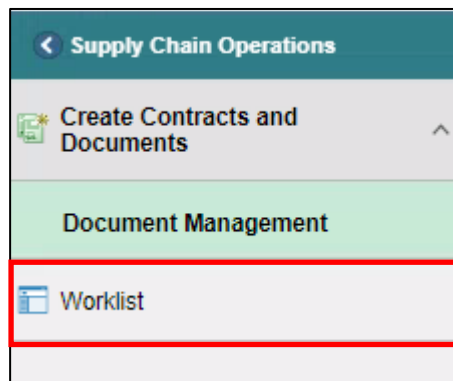 Supply Chain Operations
Create Contracts and
Documents
Document Management
Worklist